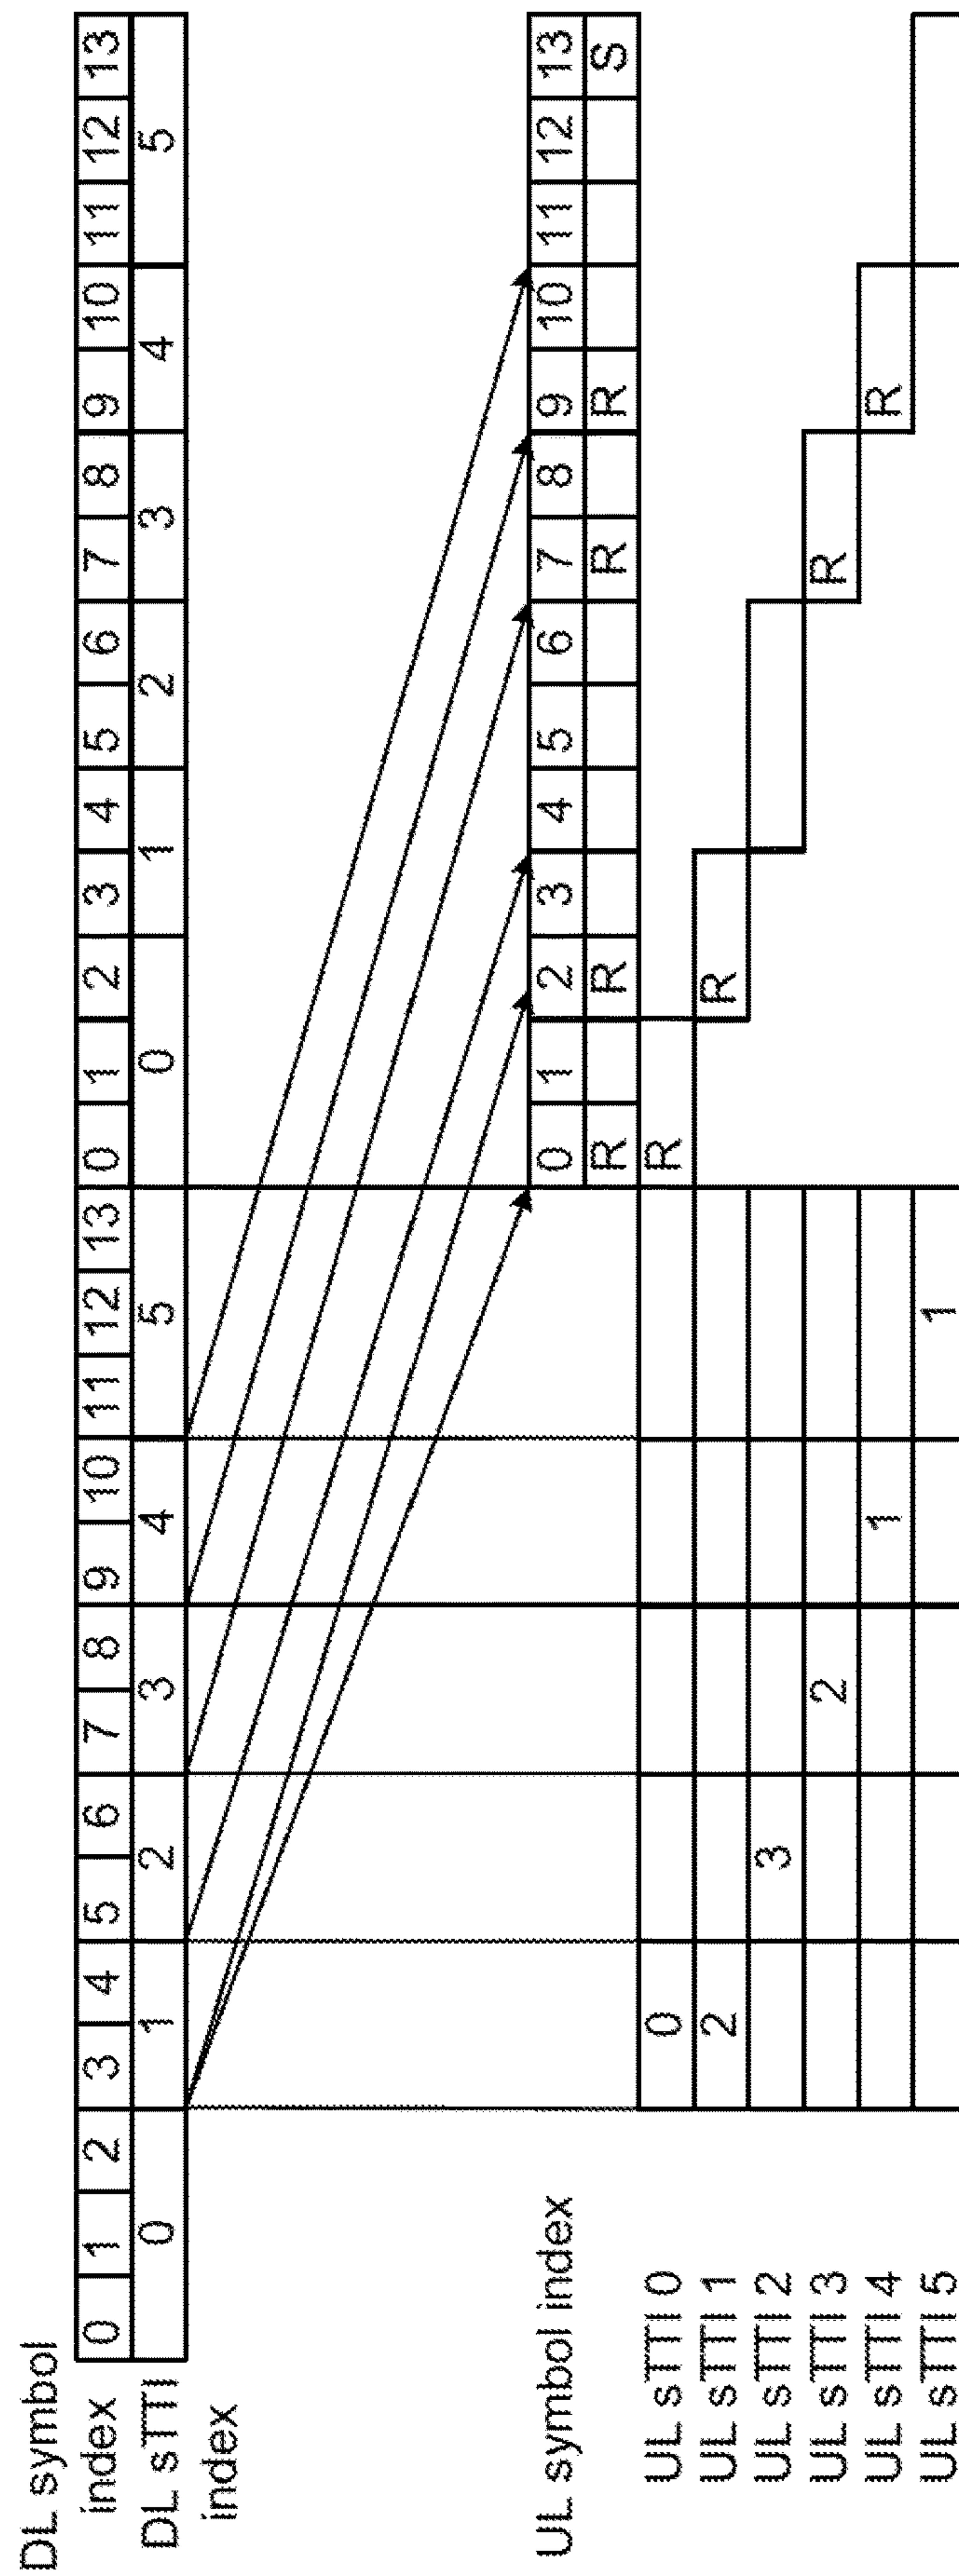 DL symbol
index 0 1 2 3 4 5 6 7 8 9 10 11 12 13 0 1 2 3 4 5 6 7 8 9 10 11 12 13
DL sTTI
index 0 1 2 3 4 5 0 1 2 3 4 5
UL symbol index 0 1 2 3 4 5 6 7 8 9 10 11 12 13
R R R R S
UL sTTI 0 0 R
UL sTTI 1 2 R
UL sTTI 2 3
UL sTTI 3 2 R
UL sTTI 4 1 R
UL sTTI 5 1